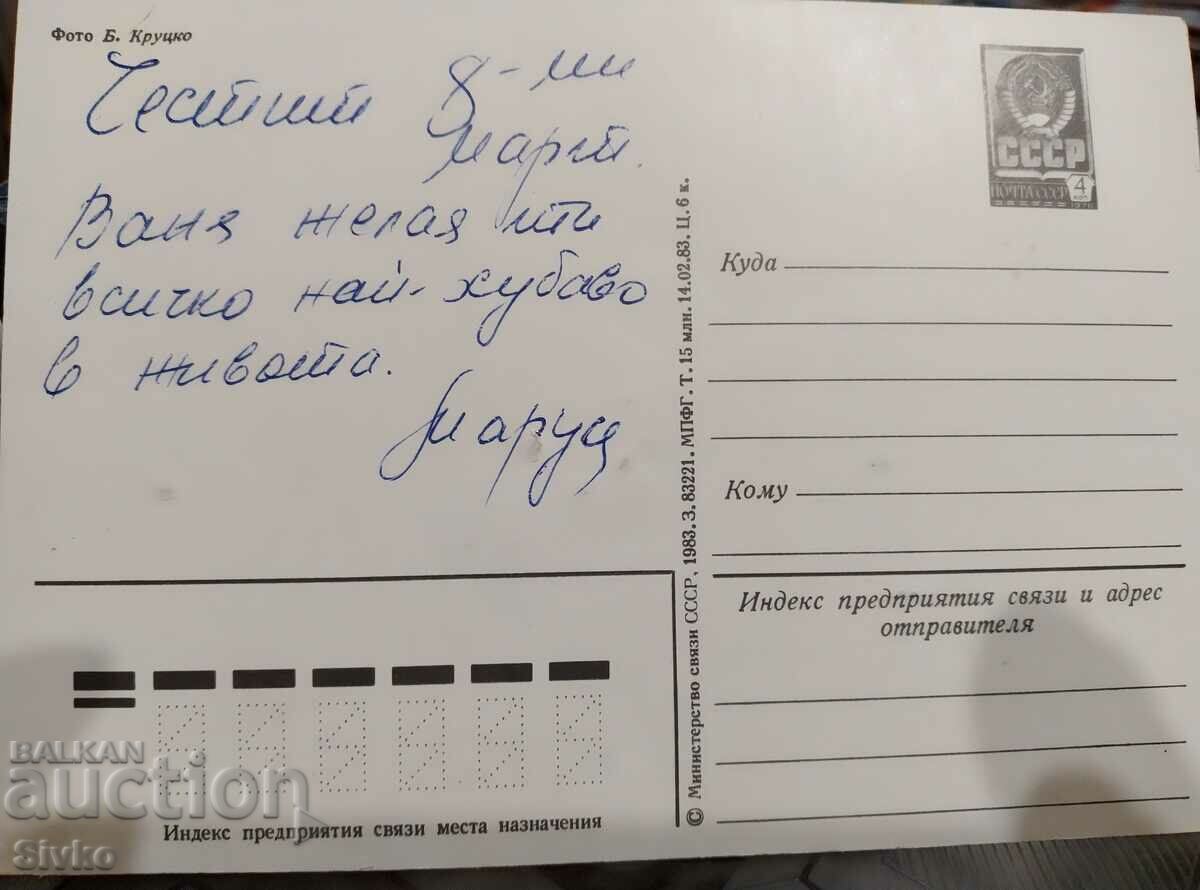 Фото Б. Круцко
Честит 8-ми
март.
Ваня желая ти
всичко най-хубаво
в живота.
Маруся
СССР
ПОЧТА СССР
4
КОП
1976
Куда
Кому
Индекс предприятия связи и адрес
отправителя
© Министерство связи СССР, 1983. З. 83221. МПФГ. Т. 15 млн. 14.02.83. Ц. 6 к.
Индекс предприятия связи места назначения
BALKAN
auction
Sivko